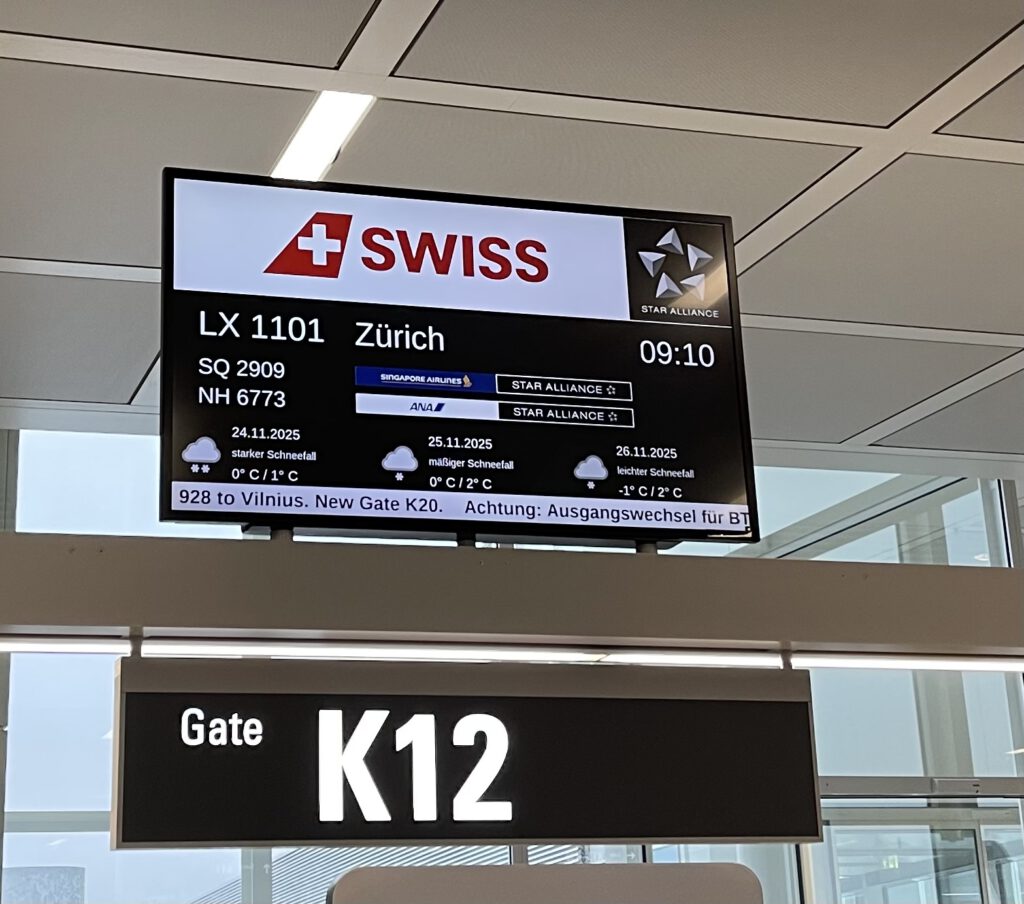 SWISS
STAR ALLIANCE
LX 1101 Zürich 09:10
SQ 2909
SINGAPORE AIRLINES STAR ALLIANCE
NH 6773
ANA STAR ALLIANCE
24.11.2025
starker Schneefall
0° C / 1° C
25.11.2025
mäßiger Schneefall
0° C / 2° C
26.11.2025
leichter Schneefall
-1° C / 2° C
928 to Vilnius. New Gate K20. Achtung: Ausgangswechsel für BT
Gate K12